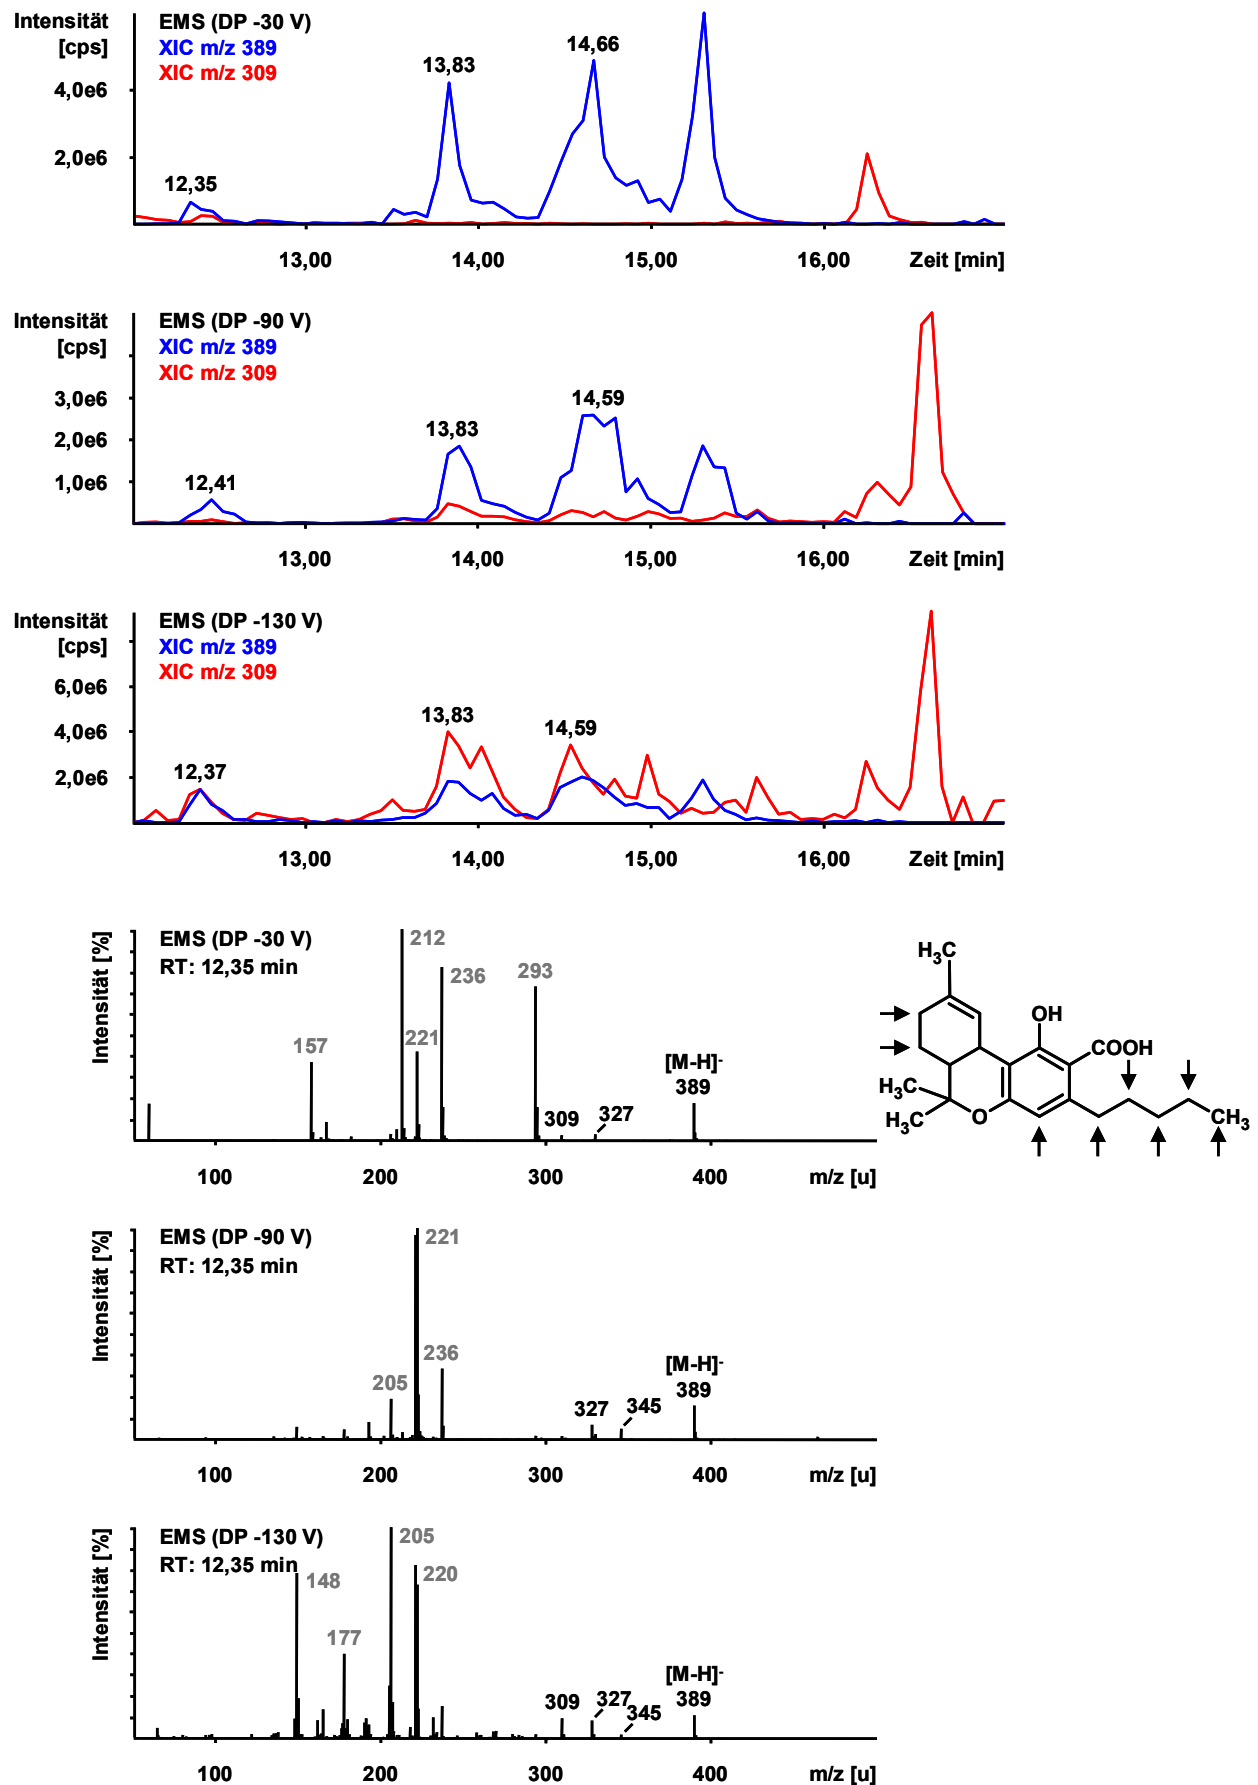 Intensität
[cps]
EMS (DP -30 V)
XIC m/z 389
XIC m/z 309
4,0e6
2,0e6
12,35
13,83
14,66
13,00
14,00
15,00
16,00
Zeit [min]
Intensität
[cps]
EMS (DP -90 V)
XIC m/z 389
XIC m/z 309
3,0e6
2,0e6
1,0e6
12,41
13,83
14,59
13,00
14,00
15,00
16,00
Zeit [min]
Intensität
[cps]
EMS (DP -130 V)
XIC m/z 389
XIC m/z 309
6,0e6
4,0e6
2,0e6
12,37
13,83
14,59
13,00
14,00
15,00
16,00
Zeit [min]
Intensität [%]
EMS (DP -30 V)
RT: 12,35 min
157
212
221
236
293
309
327
[M-H]-
389
100
200
300
400
m/z [u]
H3C
OH
COOH
H3C
H3C
O
CH3
Intensität [%]
EMS (DP -90 V)
RT: 12,35 min
205
221
236
327
345
[M-H]-
389
100
200
300
400
m/z [u]
Intensität [%]
EMS (DP -130 V)
RT: 12,35 min
148
177
205
220
309
327
345
[M-H]-
389
100
200
300
400
m/z [u]